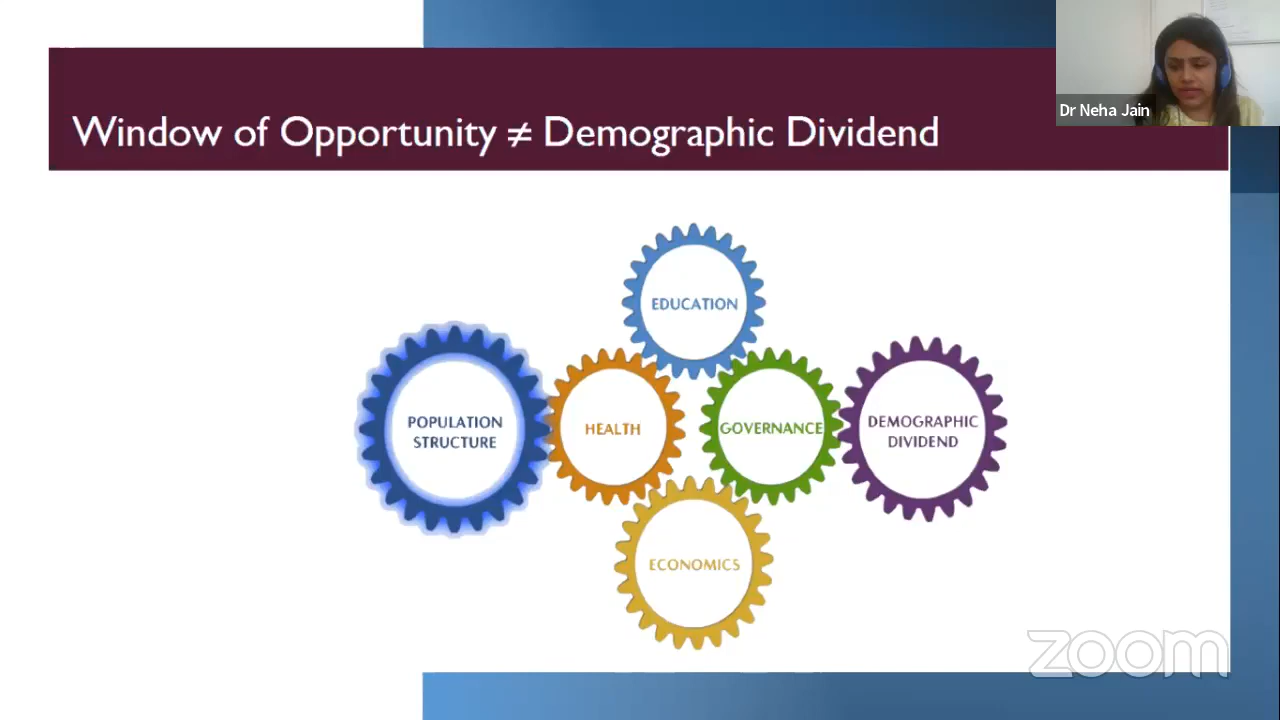 Dr Neha Jain
Window of Opportunity ≠ Demographic Dividend
EDUCATION
POPULATION
STRUCTURE
HEALTH
GOVERNANCE
DEMOGRAPHIC
DIVIDEND
ECONOMICS
zoom